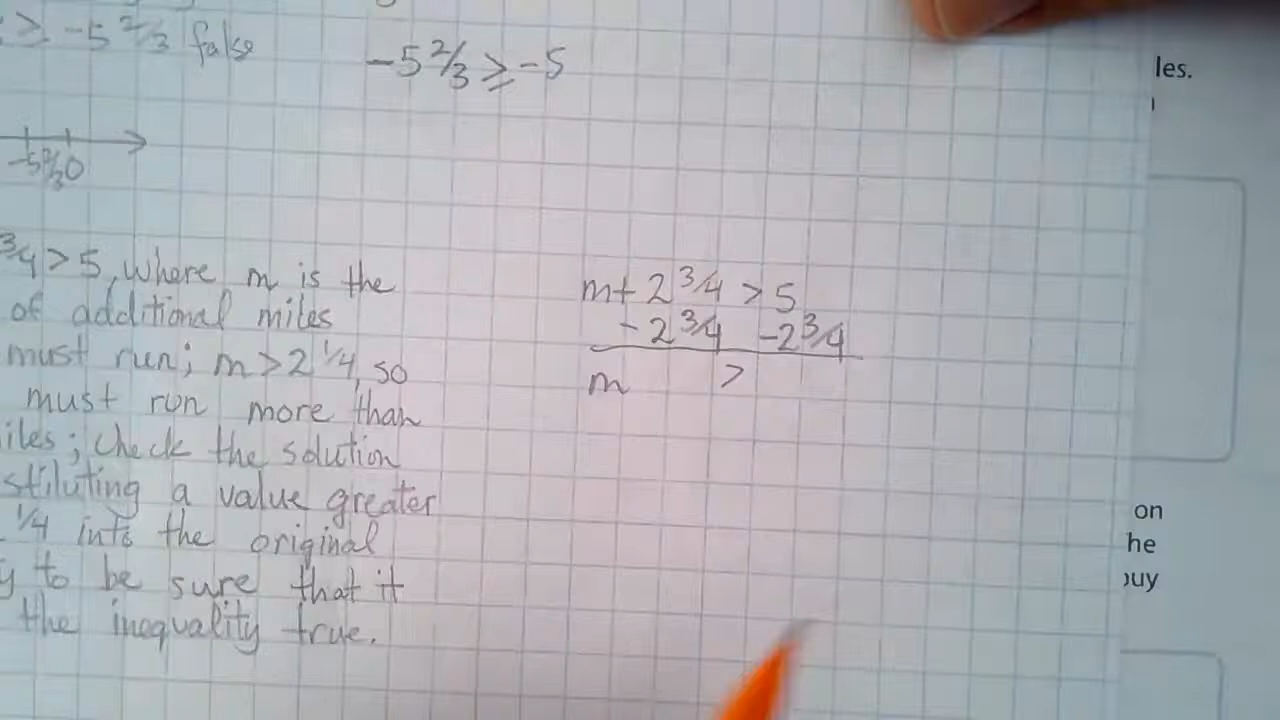 ≥ -5 2/3 false
-5 2/3 ≥ -5
-5 2/3 0
3/4 > 5, where m is the
of additional miles
must run; m > 2 1/4, so
must run more than
iles; check the solution
stiluting a value greater
1/4 into the original
y to be sure that it
the inequality true.
m + 2 3/4 > 5
- 2 3/4 -2 3/4
m >
les.
on
he
ouy